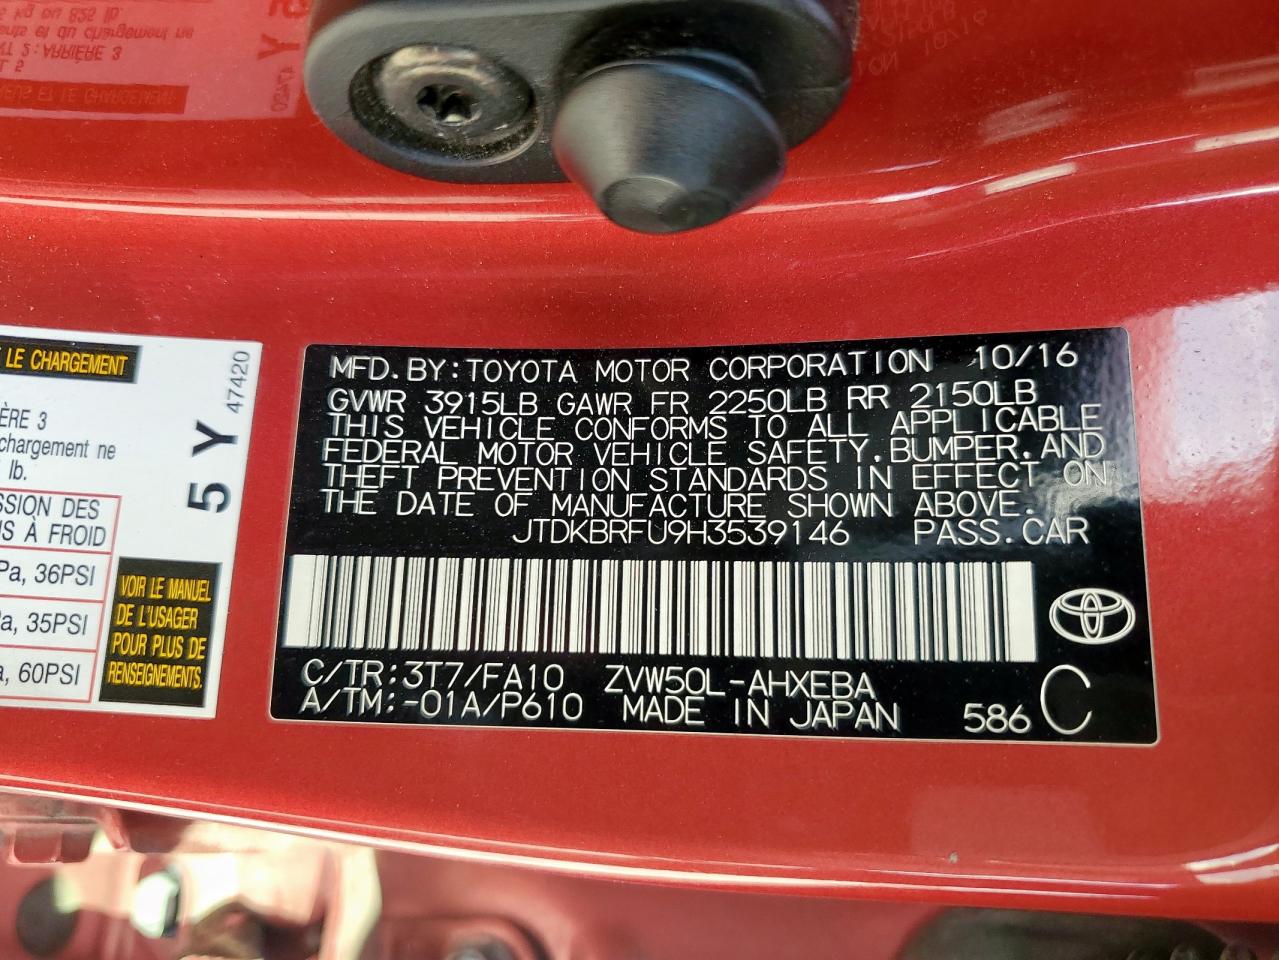 LE CHARGEMENT
ÈRE 3
chargement ne
lb.
SSION DES
S À FROID
Pa, 36PSI
a, 35PSI
a, 60PSI
5 Y
47420
VOIR LE MANUEL
DE L'USAGER
POUR PLUS DE
RENSEIGNEMENTS.
MFD.BY:TOYOTA MOTOR CORPORATION 10/16
GVWR 3915LB GAWR FR 2250LB RR 2150LB
THIS VEHICLE CONFORMS TO ALL APPLICABLE
FEDERAL MOTOR VEHICLE SAFETY,BUMPER,AND
THEFT PREVENTION STANDARDS IN EFFECT ON
THE DATE OF MANUFACTURE SHOWN ABOVE.
JTDKBRFU9H3539146 PASS.CAR
C/TR:3T7/FA10 ZVW50L-AHXEBA
A/TM:-01A/P610 MADE IN JAPAN 586 C